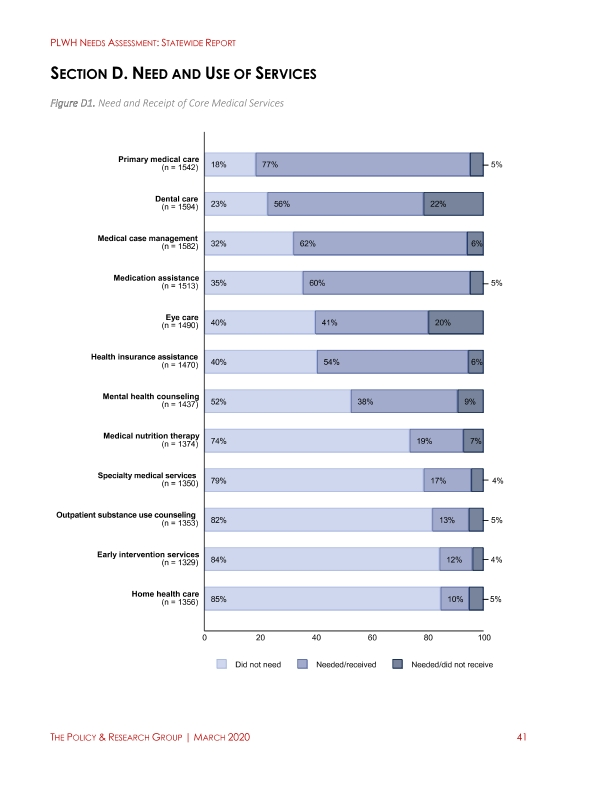 PLWH NEEDS ASSESSMENT: STATEWIDE REPORT
SECTION D. NEED AND USE OF SERVICES
Figure D1. Need and Receipt of Core Medical Services
Primary medical care
(n = 1542)
18% 77% 5%
Dental care
(n = 1594)
23% 56% 22%
Medical case management
(n = 1582)
32% 62% 6%
Medication assistance
(n = 1513)
35% 60% 5%
Eye care
(n = 1490)
40% 41% 20%
Health insurance assistance
(n = 1470)
40% 54% 6%
Mental health counseling
(n = 1437)
52% 38% 9%
Medical nutrition therapy
(n = 1374)
74% 19% 7%
Specialty medical services
(n = 1350)
79% 17% 4%
Outpatient substance use counseling
(n = 1353)
82% 13% 5%
Early intervention services
(n = 1329)
84% 12% 4%
Home health care
(n = 1356)
85% 10% 5%
0 20 40 60 80 100
Did not need Needed/received Needed/did not receive
THE POLICY & RESEARCH GROUP | MARCH 2020 41